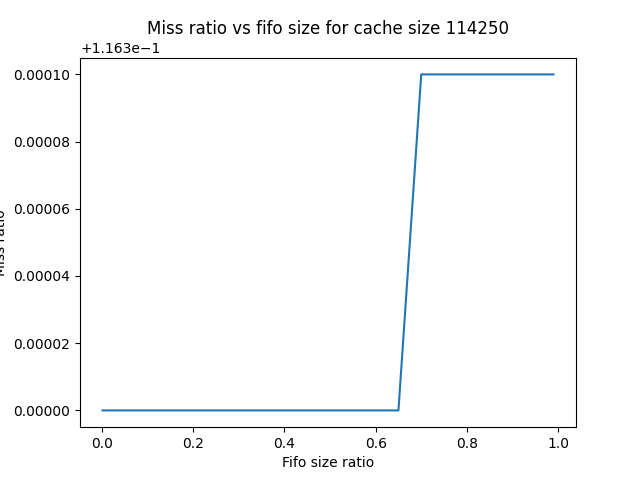 Miss ratio vs fifo size for cache size 114250
+1.163e−1
0.00010
0.00008
0.00006
0.00004
0.00002
0.00000
Miss ratio
0.0 0.2 0.4 0.6 0.8 1.0
Fifo size ratio